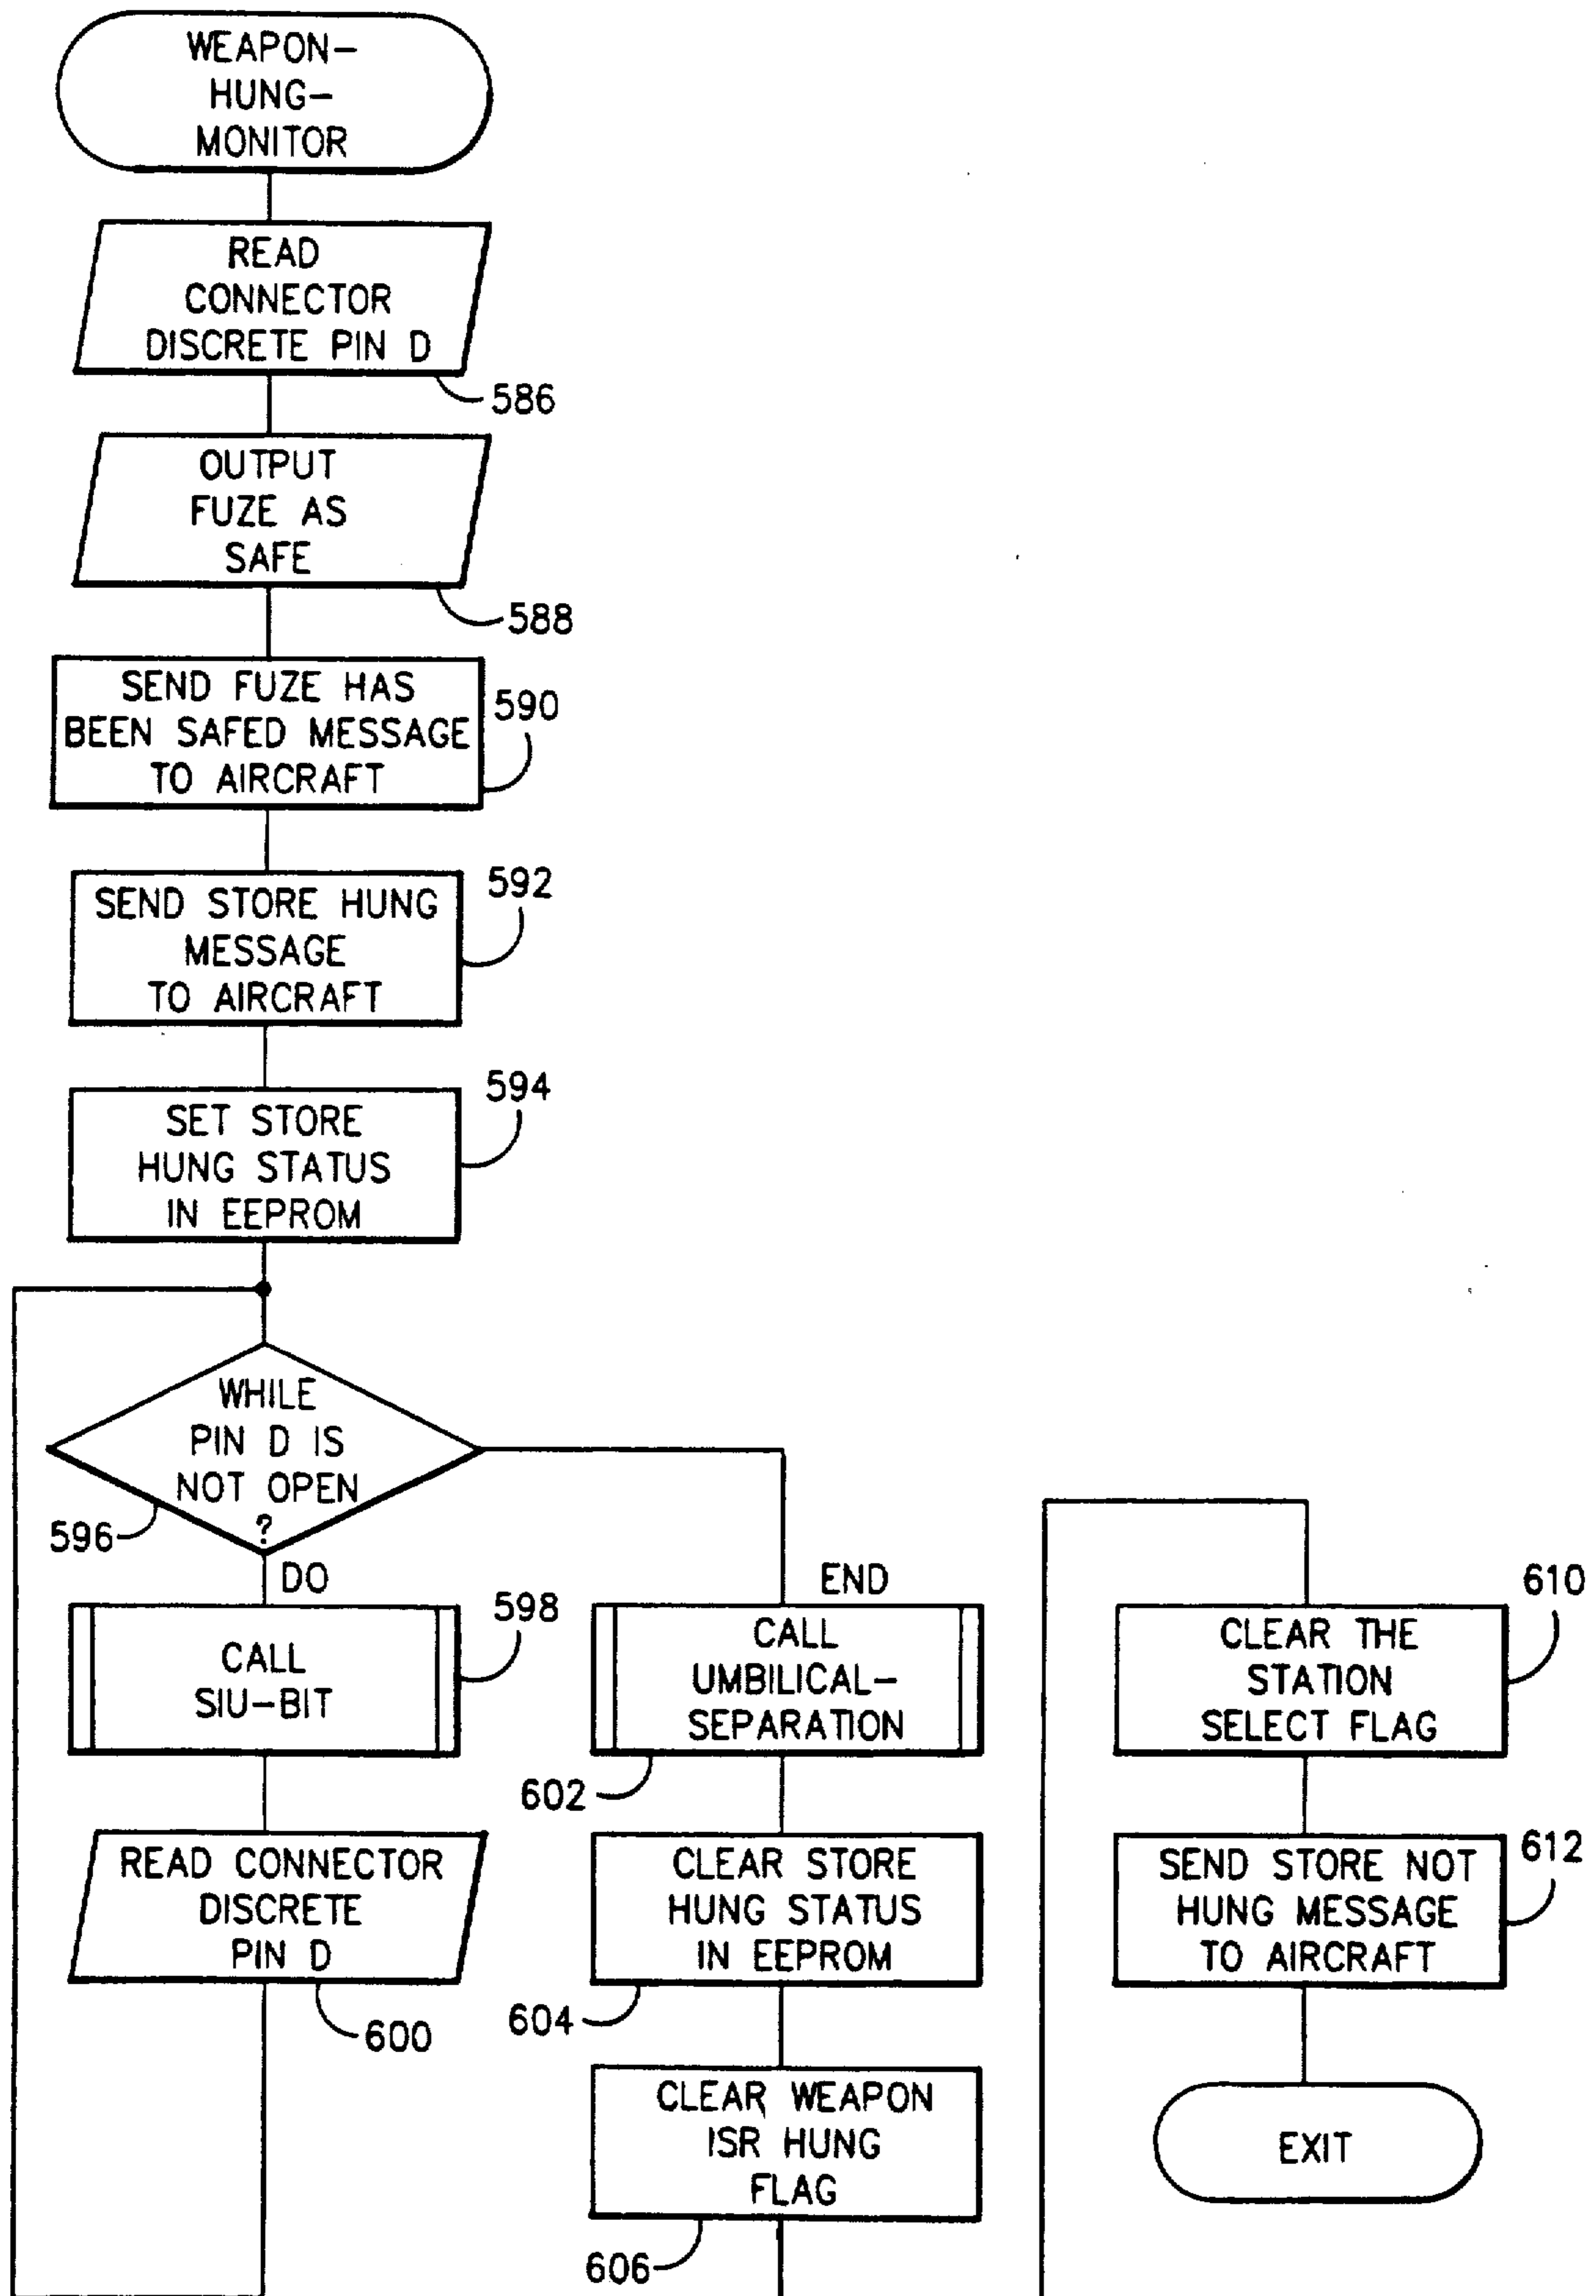 WEAPON-
HUNG-
MONITOR
READ
CONNECTOR
DISCRETE PIN D
586
OUTPUT
FUZE AS
SAFE
588
SEND FUZE HAS
BEEN SAFED MESSAGE
TO AIRCRAFT
590
SEND STORE HUNG
MESSAGE
TO AIRCRAFT
592
SET STORE
HUNG STATUS
IN EEPROM
594
WHILE
PIN D IS
NOT OPEN
?
596
DO
CALL
SIU-BIT
598
READ CONNECTOR
DISCRETE
PIN D
600
END
CALL
UMBILICAL-
SEPARATION
602
CLEAR STORE
HUNG STATUS
IN EEPROM
604
CLEAR WEAPON
ISR HUNG
FLAG
606
CLEAR THE
STATION
SELECT FLAG
610
SEND STORE NOT
HUNG MESSAGE
TO AIRCRAFT
612
EXIT